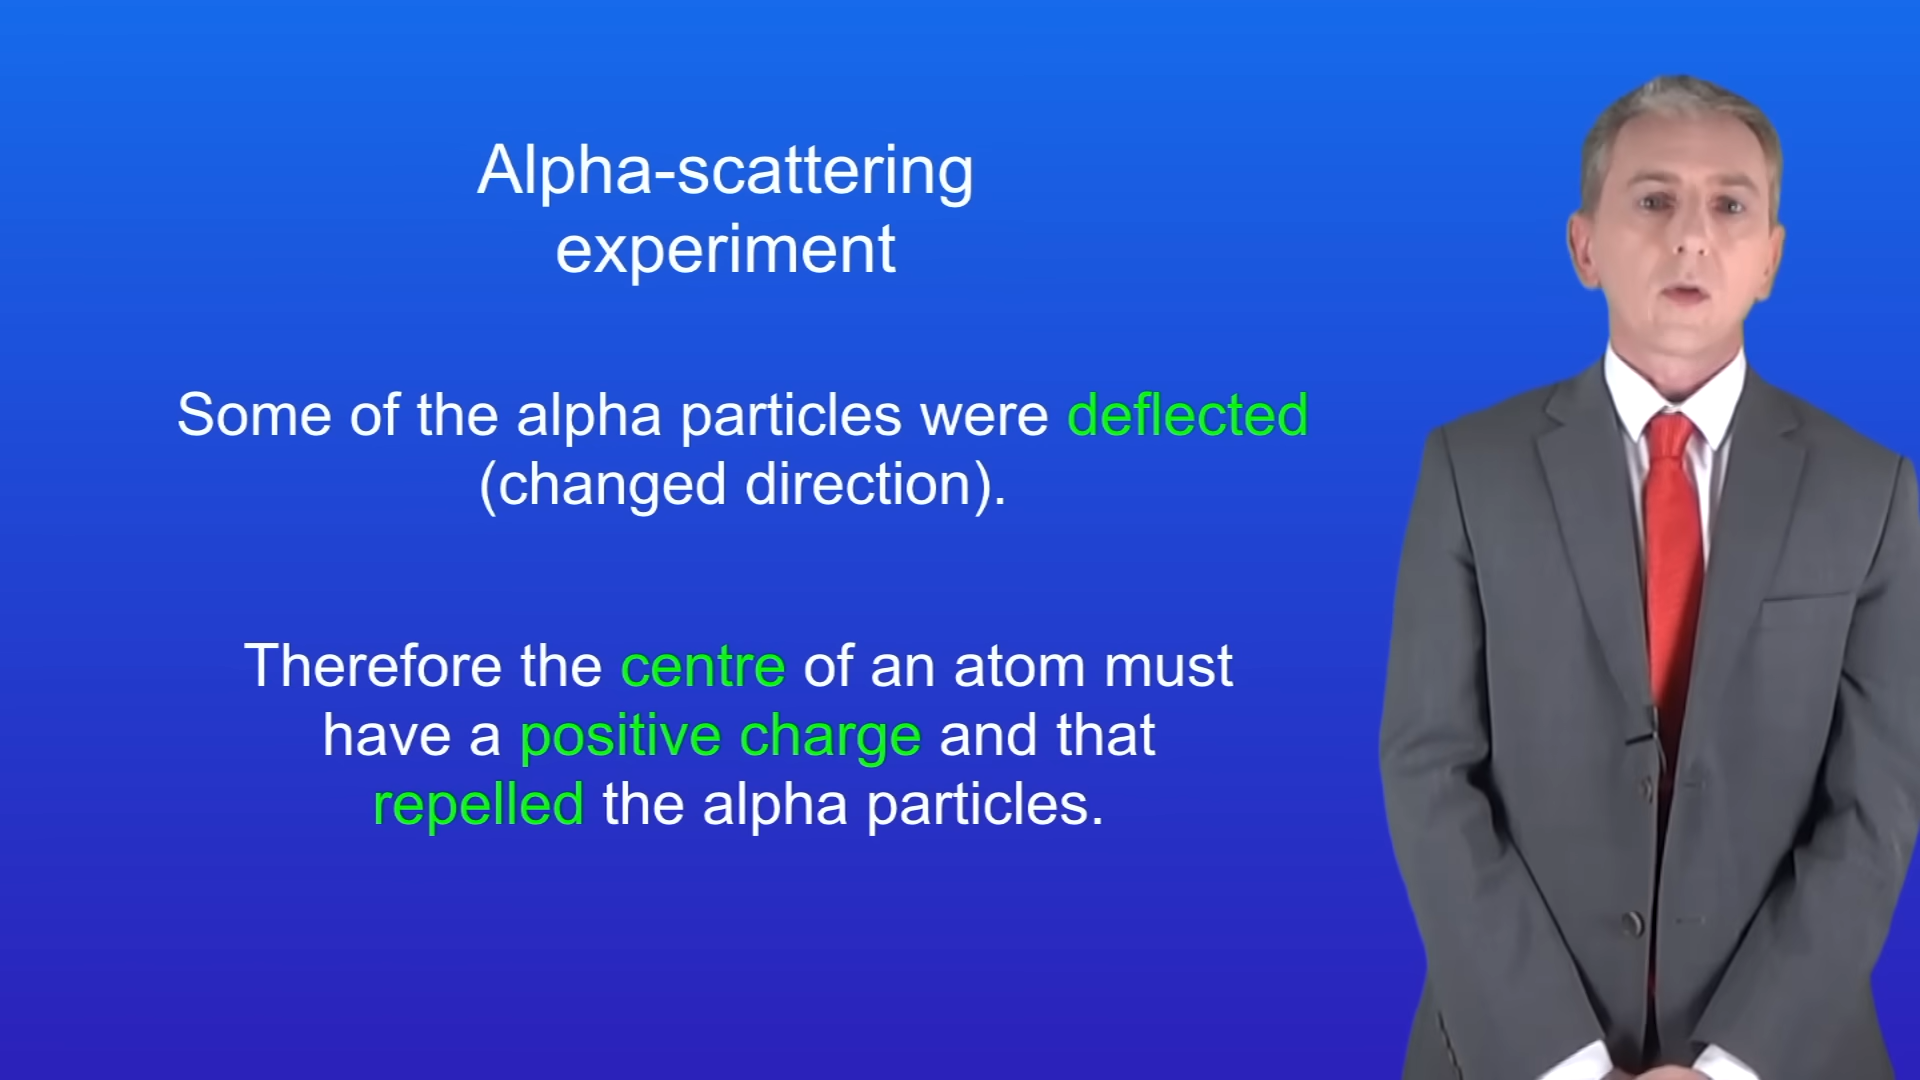 Alpha-scattering
experiment
Some of the alpha particles were deflected
(changed direction).
Therefore the centre of an atom must
have a positive charge and that
repelled the alpha particles.